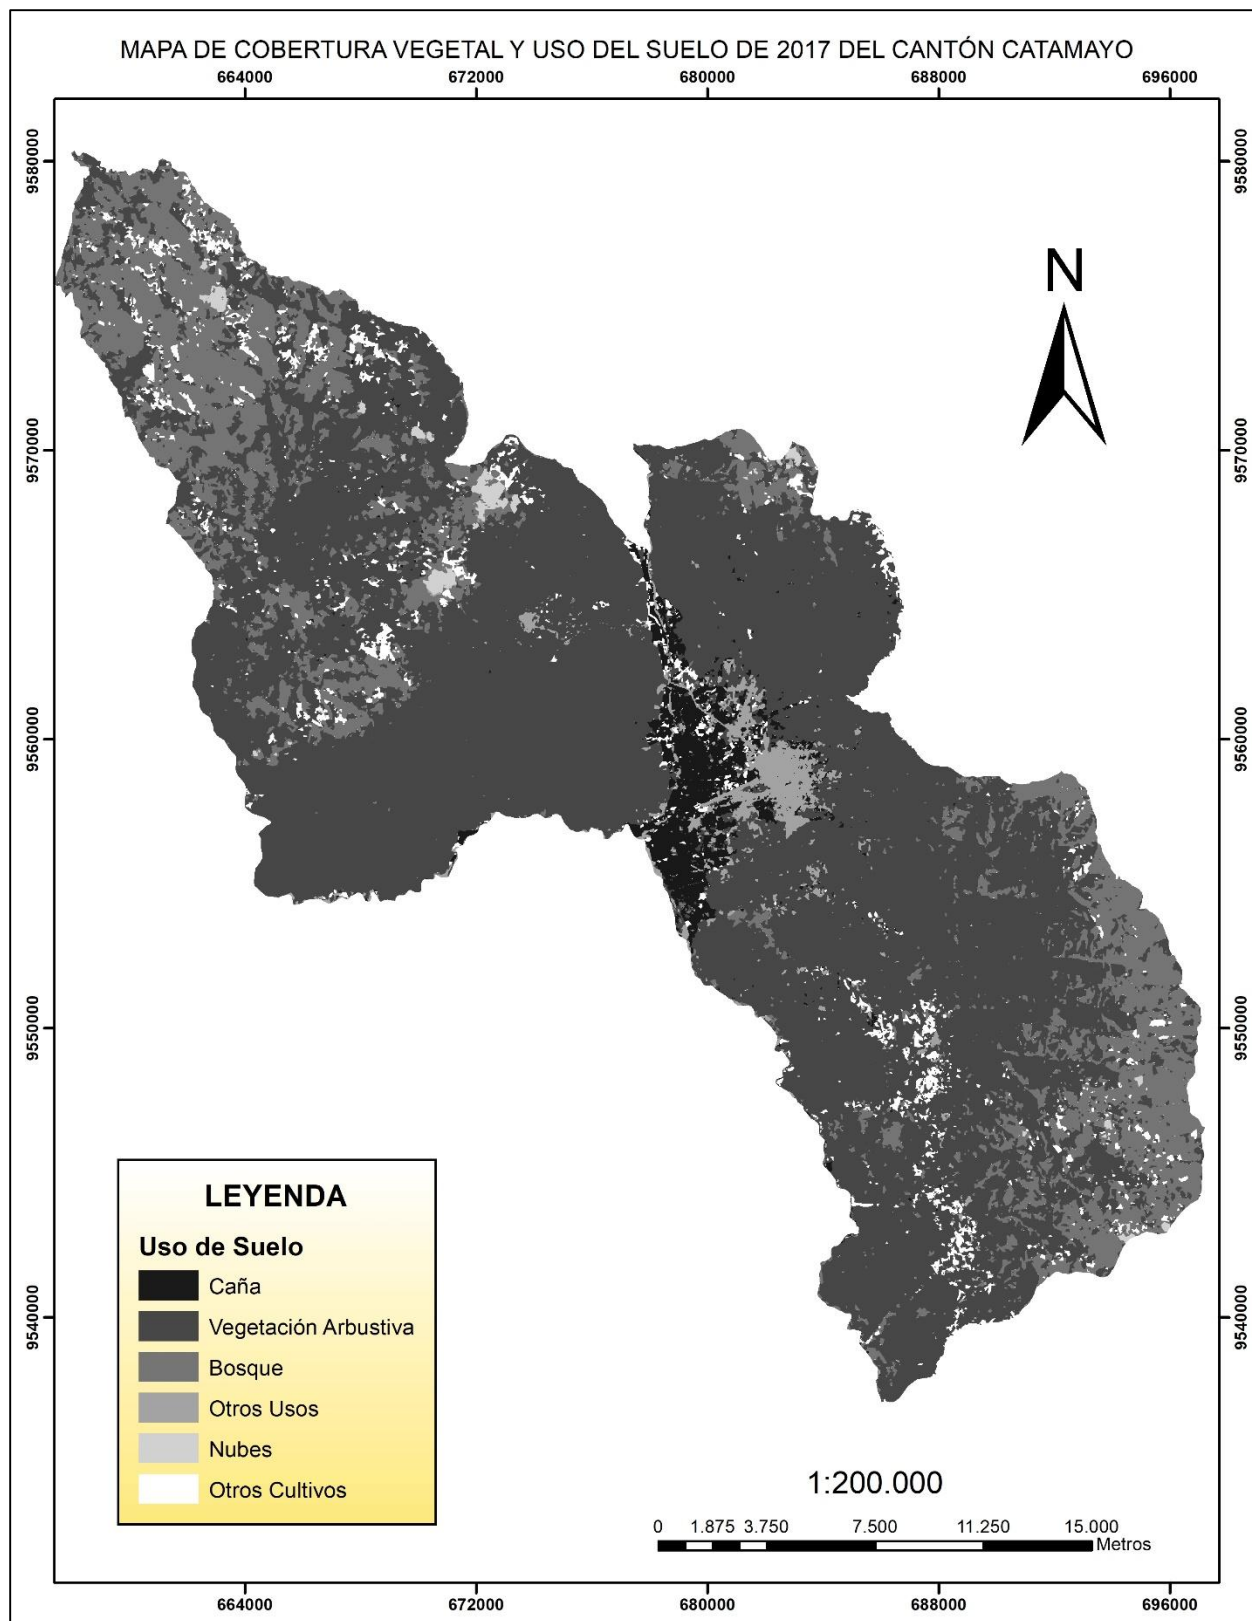 MAPA DE COBERTURA VEGETAL Y USO DEL SUELO DE 2017 DEL CANTÓN CATAMAYO
664000 672000 680000 688000 696000
9580000 9580000
N
9570000 9570000
9560000 9560000
9550000 9550000
9540000 9540000
LEYENDA
Uso de Suelo
Caña
Vegetación Arbustiva
Bosque
Otros Usos
Nubes
Otros Cultivos
1:200.000
0 1.875 3.750 7.500 11.250 15.000
Metros
664000 672000 680000 688000 696000